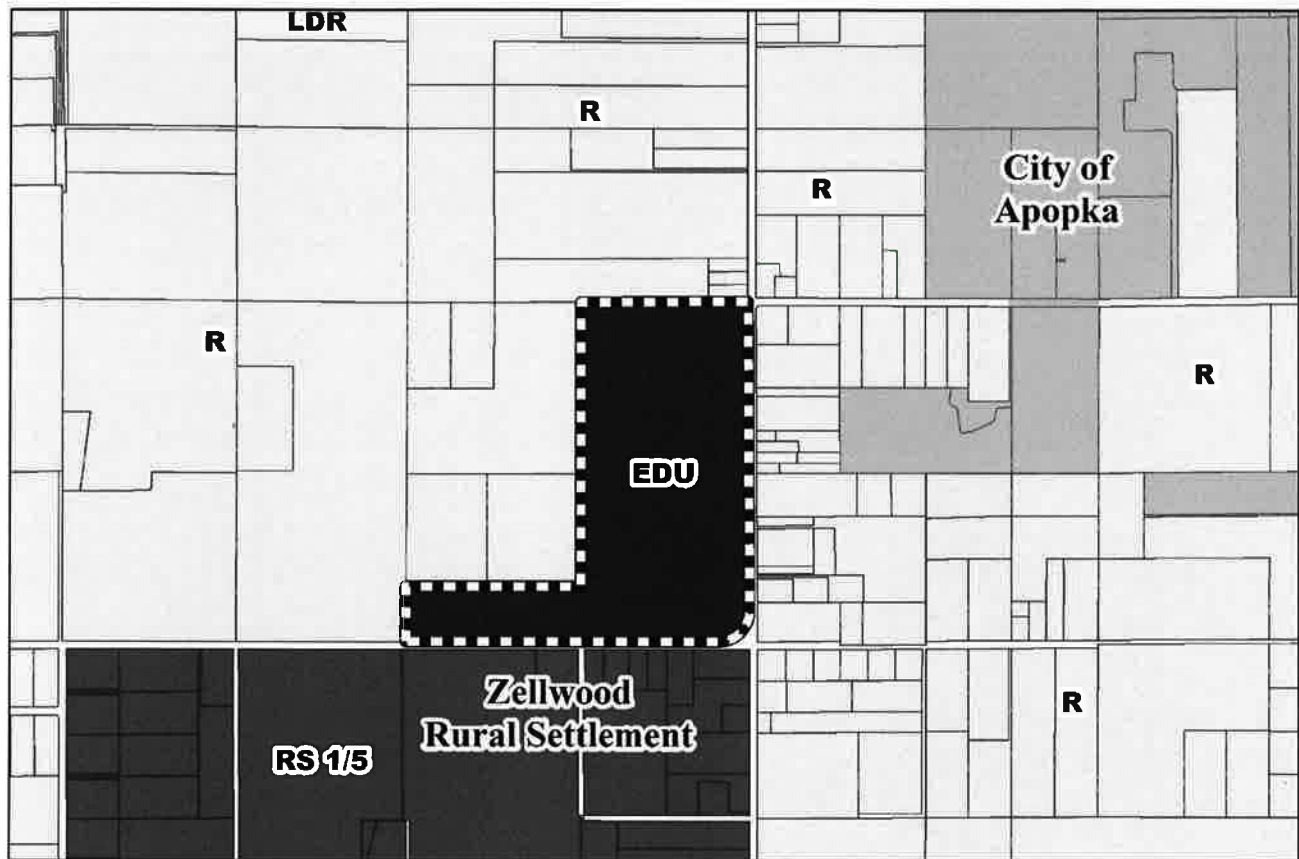 LDR
R
City of
Apopka
R
R
R
EDU
Zellwood
Rural Settlement
R
RS 1/5